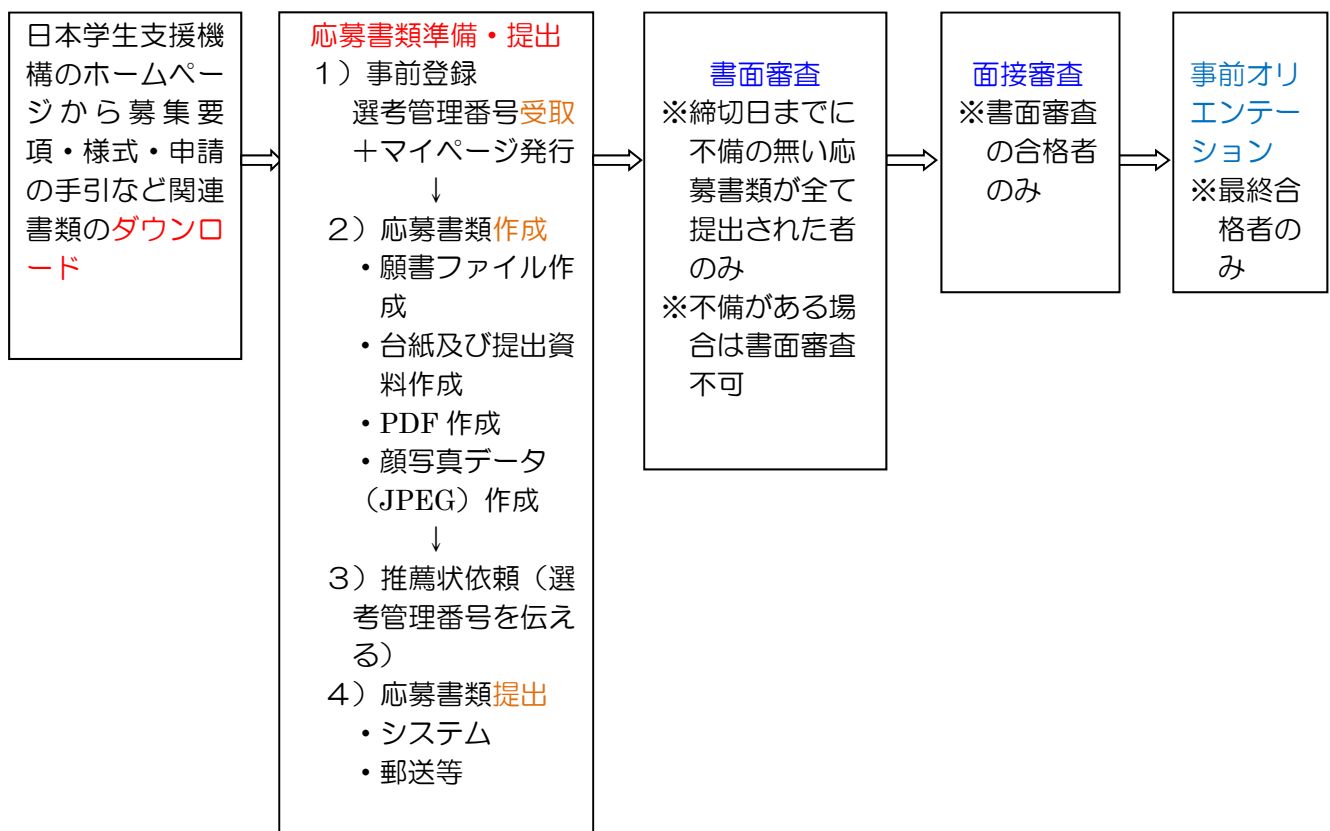 日本学生支援機
構のホームペー
ジから募集要
項・様式・申請
の手引など関連
書類のダウンロ
ード
応募書類準備・提出
１）事前登録
選考管理番号受取
＋マイページ発行
↓
２）応募書類作成
・願書ファイル作
成
・台紙及び提出資
料作成
・PDF 作成
・顔写真データ
（JPEG）作成
↓
３）推薦状依頼（選
考管理番号を伝え
る）
４）応募書類提出
・システム
・郵送等
書面審査
※締切日までに
不備の無い応
募書類が全て
提出された者
のみ
※不備がある場
合は書面審査
不可
面接審査
※書面審査
の合格者
のみ
事前オリ
エンテー
ション
※最終合
格者の
み